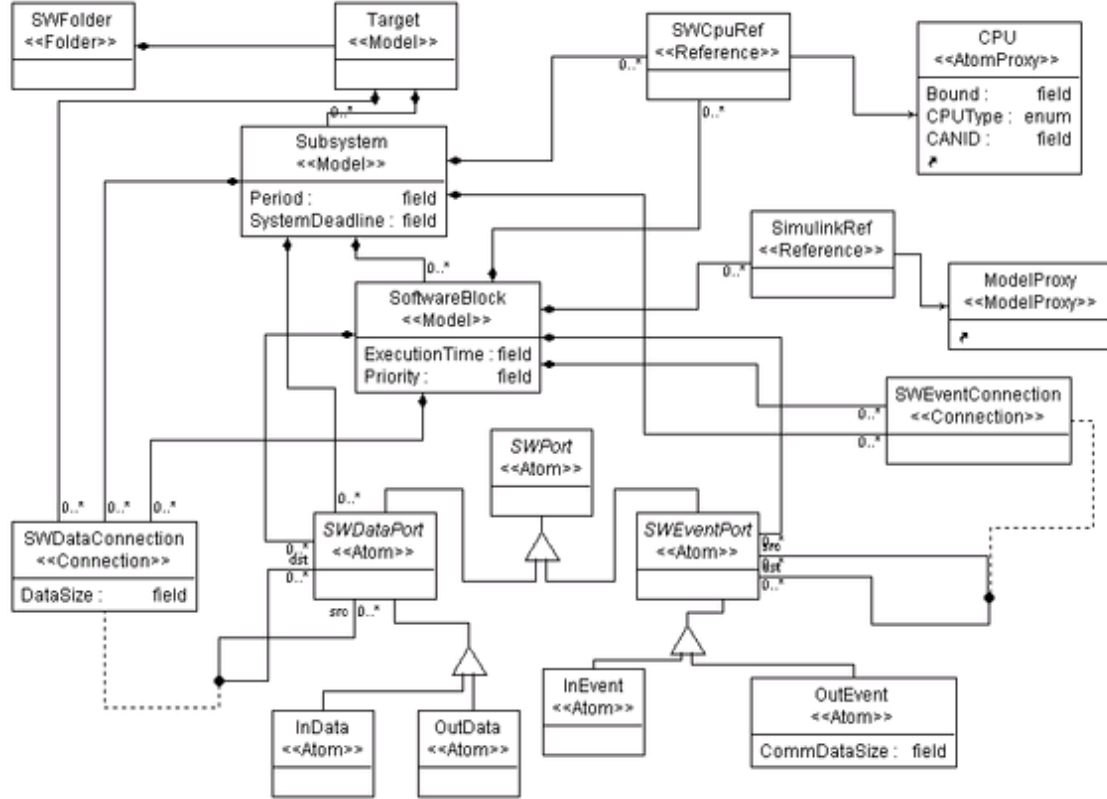 SWFolder
<<Folder>>
Target
<<Model>>
SWCpuRef
<<Reference>>
CPU
<<AtomProxy>>
Bound : field
CPUType : enum
CANID : field
0..*
0..*
0..*
Subsystem
<<Model>>
Period : field
SystemDeadline : field
SimulinkRef
<<Reference>>
0..*
0..*
ModelProxy
<<ModelProxy>>
SoftwareBlock
<<Model>>
ExecutionTime : field
Priority : field
SWEventConnection
<<Connection>>
0..*
0..*
SWPort
<<Atom>>
0..*
0..*
0..*
0..*
SWDataConnection
<<Connection>>
DataSize : field
SWDataPort
<<Atom>>
0..*
dst
0..*
src 0..*
SWEventPort
<<Atom>>
src
dst
0..*
InData
<<Atom>>
OutData
<<Atom>>
InEvent
<<Atom>>
OutEvent
<<Atom>>
CommDataSize : field